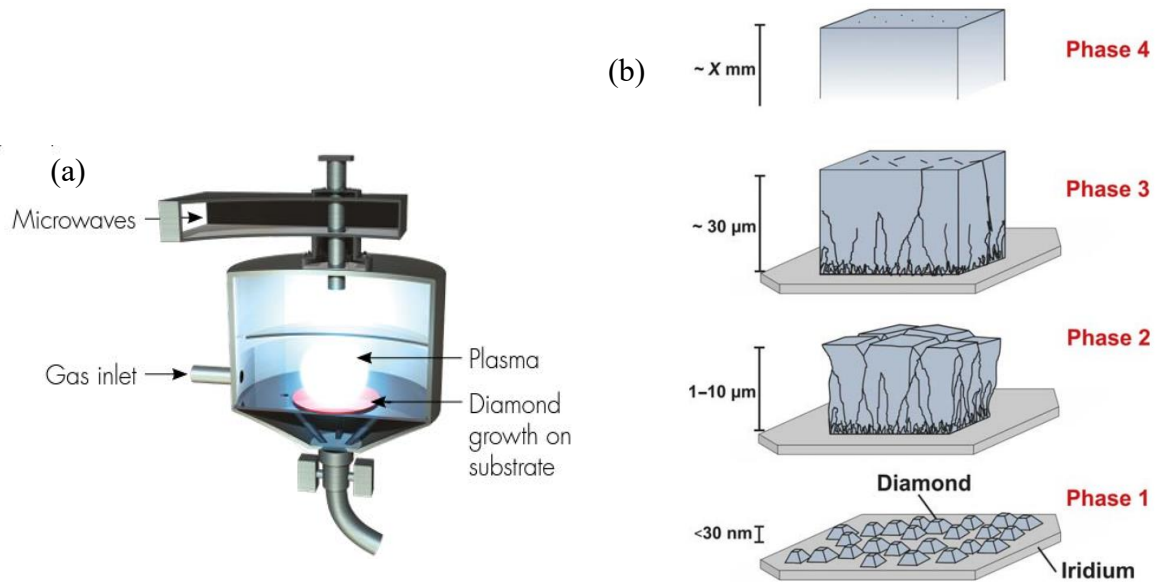 (a)
Microwaves
Gas inlet
Plasma
Diamond
growth on
substrate
(b)
~ X mm
Phase 4
~ 30 µm
Phase 3
1–10 µm
Phase 2
<30 nm
Diamond
Phase 1
Iridium